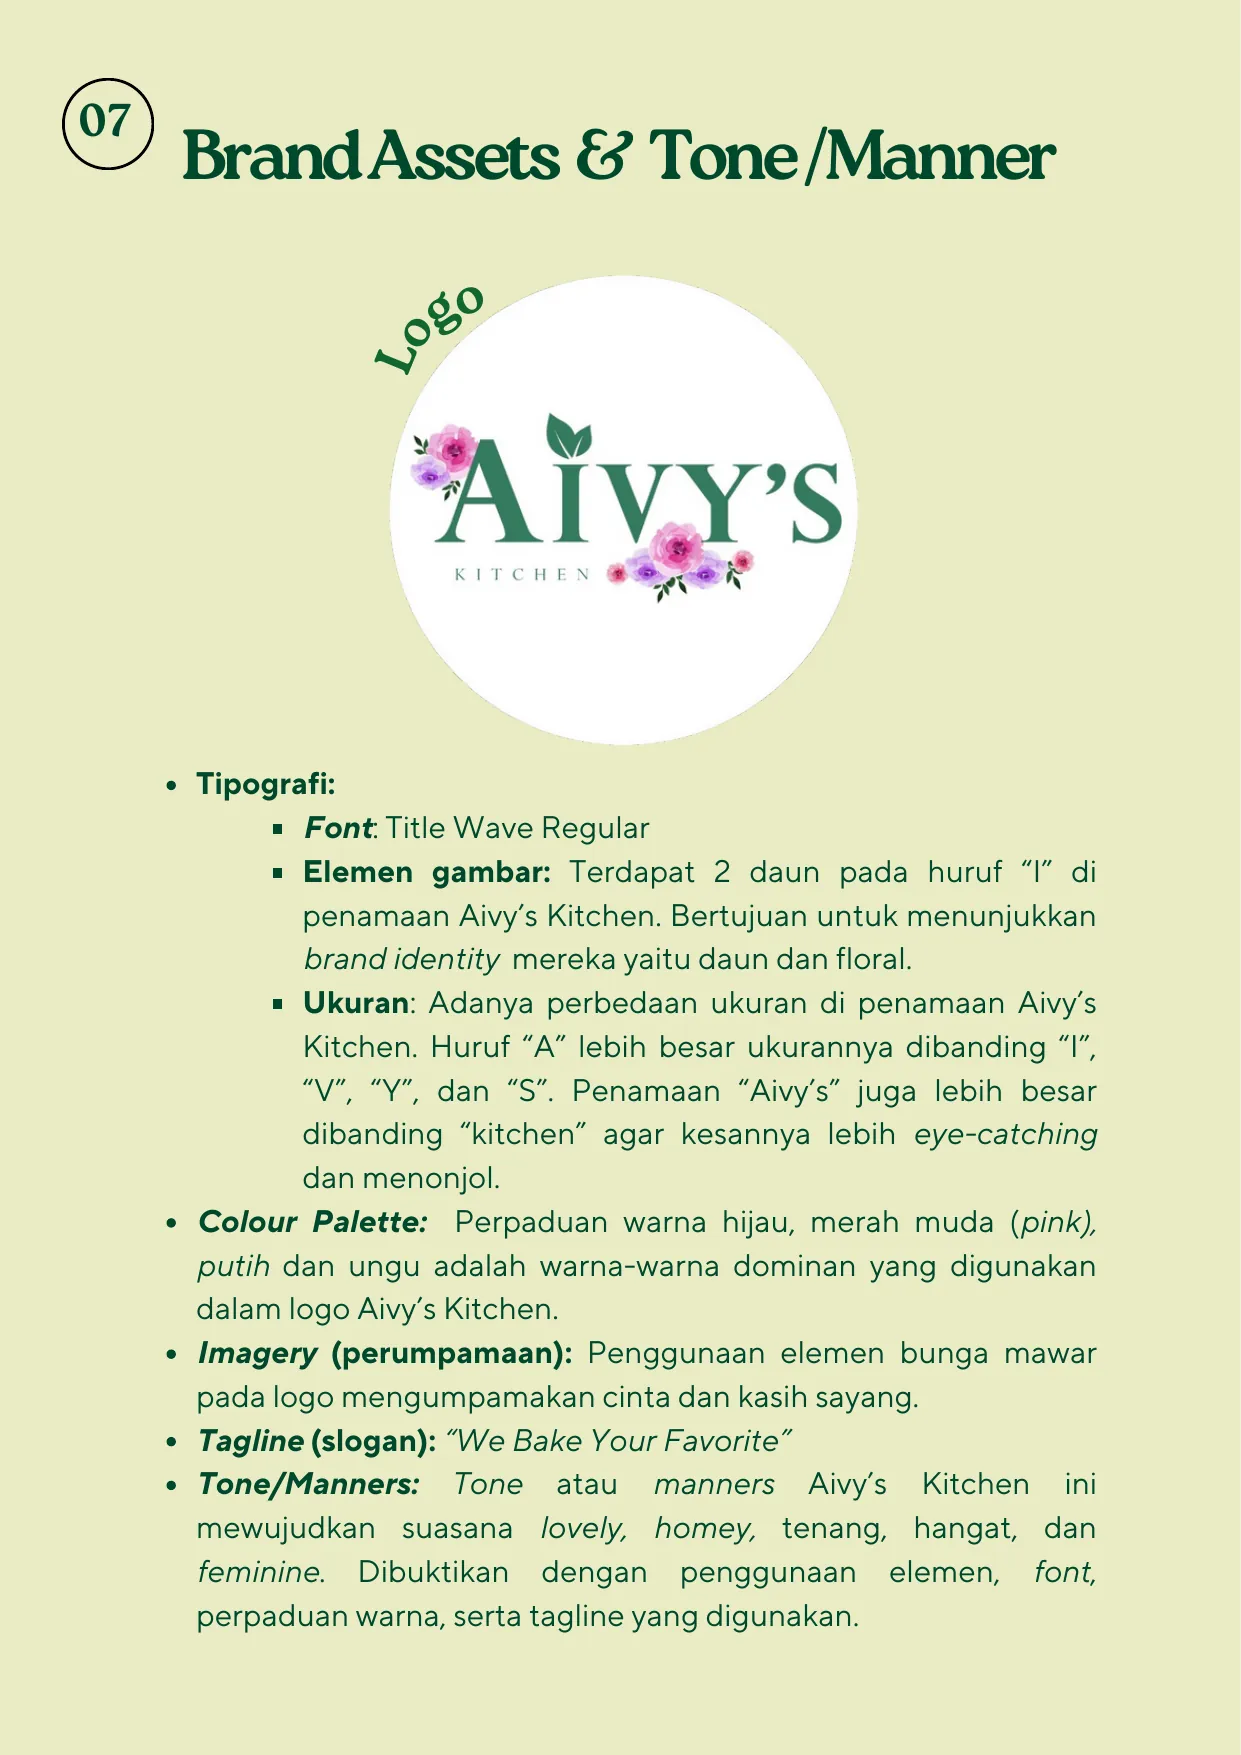 07
Brand Assets & Tone/Manner
Logo
AiVY’S
KITCHEN
• Tipografi:
▪ Font: Title Wave Regular
▪ Elemen gambar: Terdapat 2 daun pada huruf “I” di
penamaan Aivy’s Kitchen. Bertujuan untuk menunjukkan
brand identity mereka yaitu daun dan floral.
▪ Ukuran: Adanya perbedaan ukuran di penamaan Aivy’s
Kitchen. Huruf “A” lebih besar ukurannya dibanding “I”,
“V”, “Y”, dan “S”. Penamaan “Aivy’s” juga lebih besar
dibanding “kitchen” agar kesannya lebih eye-catching
dan menonjol.
• Colour Palette: Perpaduan warna hijau, merah muda (pink),
putih dan ungu adalah warna-warna dominan yang digunakan
dalam logo Aivy’s Kitchen.
• Imagery (perumpamaan): Penggunaan elemen bunga mawar
pada logo mengumpamakan cinta dan kasih sayang.
• Tagline (slogan): “We Bake Your Favorite”
• Tone/Manners: Tone atau manners Aivy’s Kitchen ini
mewujudkan suasana lovely, homey, tenang, hangat, dan
feminine. Dibuktikan dengan penggunaan elemen, font,
perpaduan warna, serta tagline yang digunakan.